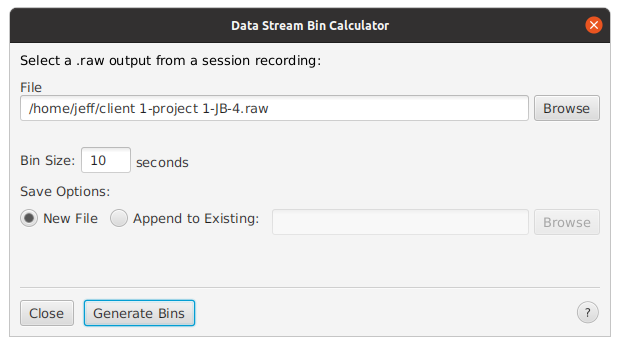 Data Stream Bin Calculator
Select a .raw output from a session recording:
File
/home/jeff/client 1-project 1-JB-4.raw Browse
Bin Size: 10 seconds
Save Options:
New File Append to Existing: Browse
Close Generate Bins ?